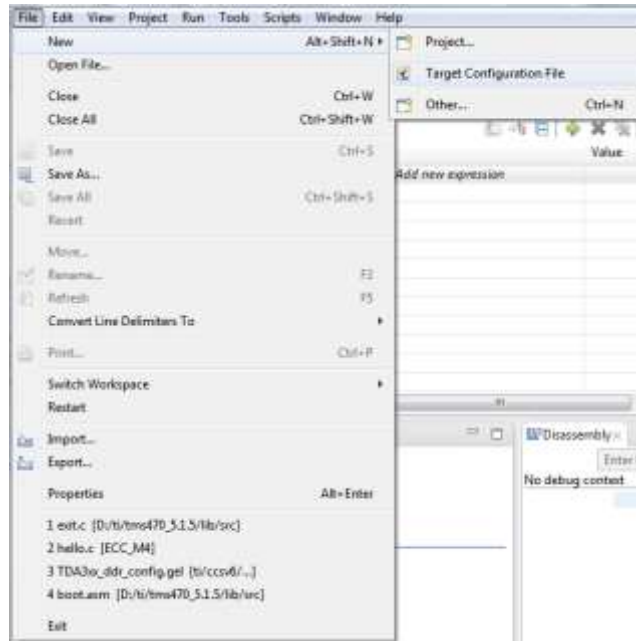 File Edit View Project Run Tools Scripts Window Help
New Alt+Shift+N
Project...
Open File...
Target Configuration File
Close Ctrl+W
Other... Ctrl+N
Close All Ctrl+Shift+W
Save Ctrl+S
Value
Save As...
Add new expression
Save All Ctrl+Shift+S
Revert
Move...
Rename... F2
Refresh F5
Convert Line Delimiters To
Print... Ctrl+P
Switch Workspace
Restart
Import...
Disassembly
Export...
Enter
No debug context
Properties Alt+Enter
1 exit.c [D:/ti/tms470_5.1.5/lib/src]
2 hello.c [ECC_M4]
3 TDA3xx_ddr_config.gel [ti/ccsv6/...]
4 boot.asm [D:/ti/tms470_5.1.5/lib/src]
Exit